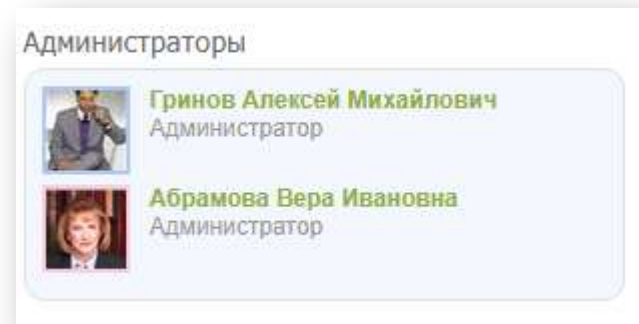 Администраторы
Гринов Алексей Михайлович
Администратор
Абрамова Вера Ивановна
Администратор